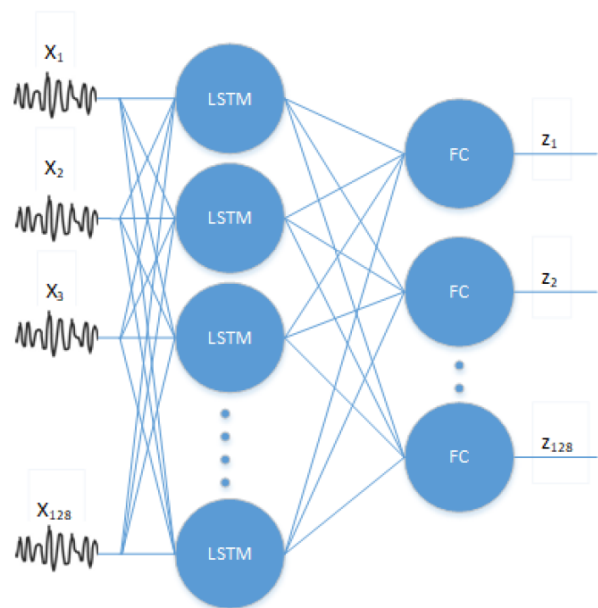 X₁
LSTM
z₁
FC
X₂
LSTM
X₃
z₂
FC
LSTM
z₁₂₈
FC
X₁₂₈
LSTM